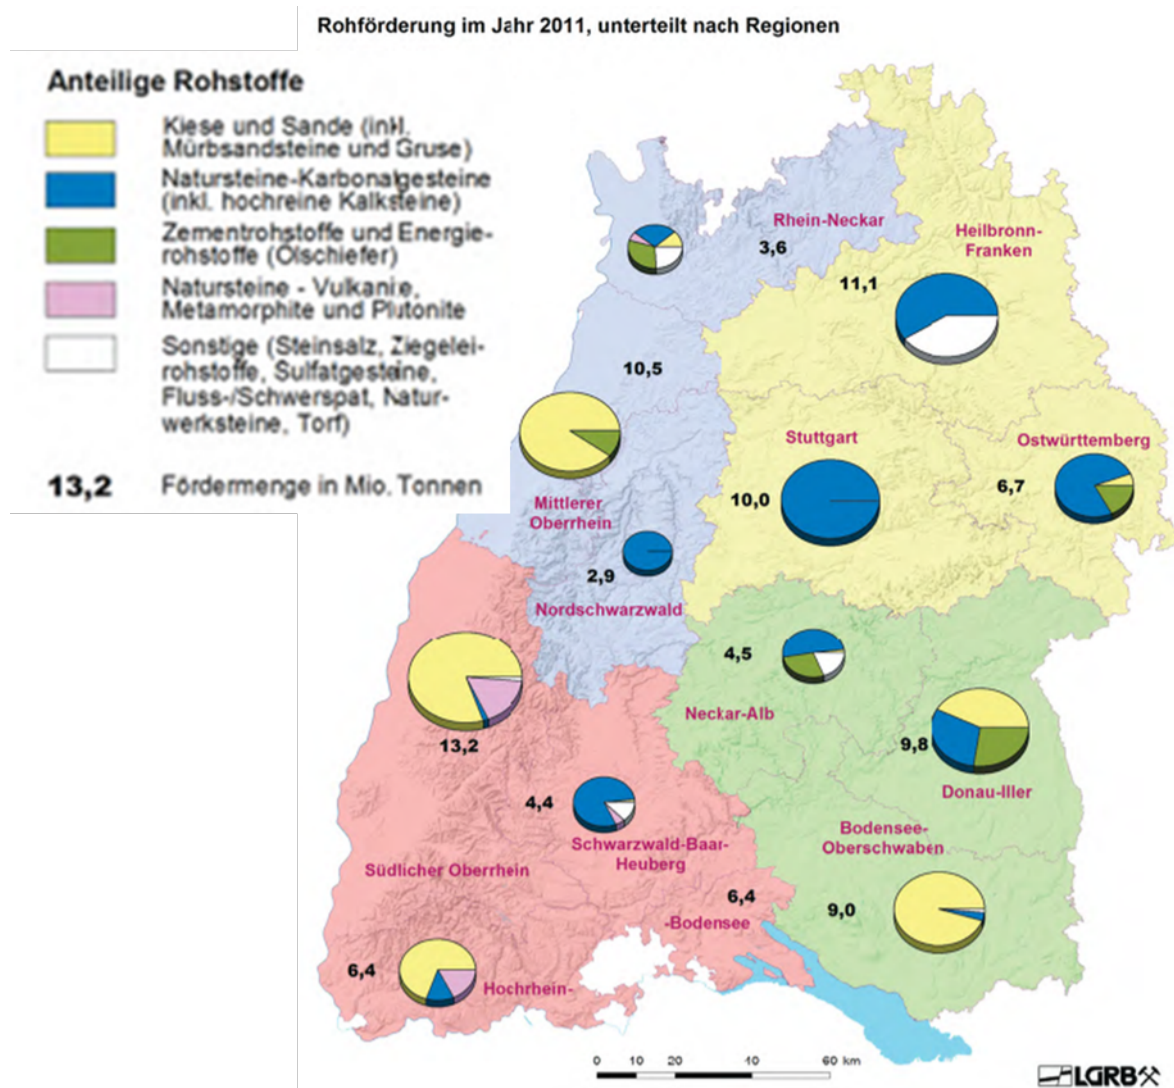 Rohförderung im Jahr 2011, unterteilt nach Regionen
Anteilige Rohstoffe
Kiese und Sande (inkl.
Mürbsandsteine und Gruse)
Natursteine-Karbonatgesteine
(inkl. hochreine Kalksteine)
Zementrohstoffe und Energie-
rohstoffe (Ölschiefer)
Natursteine - Vulkanite,
Metamorphite und Plutonite
Sonstige (Steinsalz, Ziegelei-
rohstoffe, Sulfatgesteine,
Fluss-/Schwerspat, Natur-
werksteine, Torf)
13,2 Fördermenge in Mio. Tonnen
Rhein-Neckar
3,6
Heilbronn-
Franken
11,1
10,5
Mittlerer
Oberrhein
Stuttgart
10,0
Ostwürttemberg
6,7
2,9
Nordschwarzwald
4,5
Neckar-Alb
13,2
9,8
Donau-Iller
4,4
Schwarzwald-Baar-
Heuberg
Südlicher Oberrhein
Bodensee-
Oberschwaben
9,0
6,4
-Bodensee
6,4
Hochrhein-
0 10 20 40 60 km
LGRB